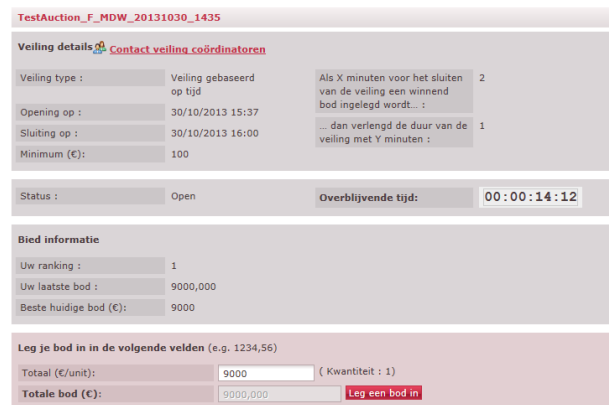 TestAuction_F_MDW_20131030_1435
Veiling details Contact veiling coördinatoren
Veiling type : Veiling gebaseerd op tijd
Opening op : 30/10/2013 15:37
Sluiting op : 30/10/2013 16:00
Minimum (€): 100
Als X minuten voor het sluiten 2
van de veiling een winnend
bod ingelegd wordt... :
... dan verlengd de duur van de 1
veiling met Y minuten :
Status : Open
Overblijvende tijd: 00:00:14:12
Bied informatie
Uw ranking : 1
Uw laatste bod : 9000,000
Beste huidige bod (€): 9000
Leg je bod in in de volgende velden (e.g. 1234,56)
Totaal (€/unit): 9000 ( Kwantiteit : 1)
Totale bod (€): 9000,000 Leg een bod in